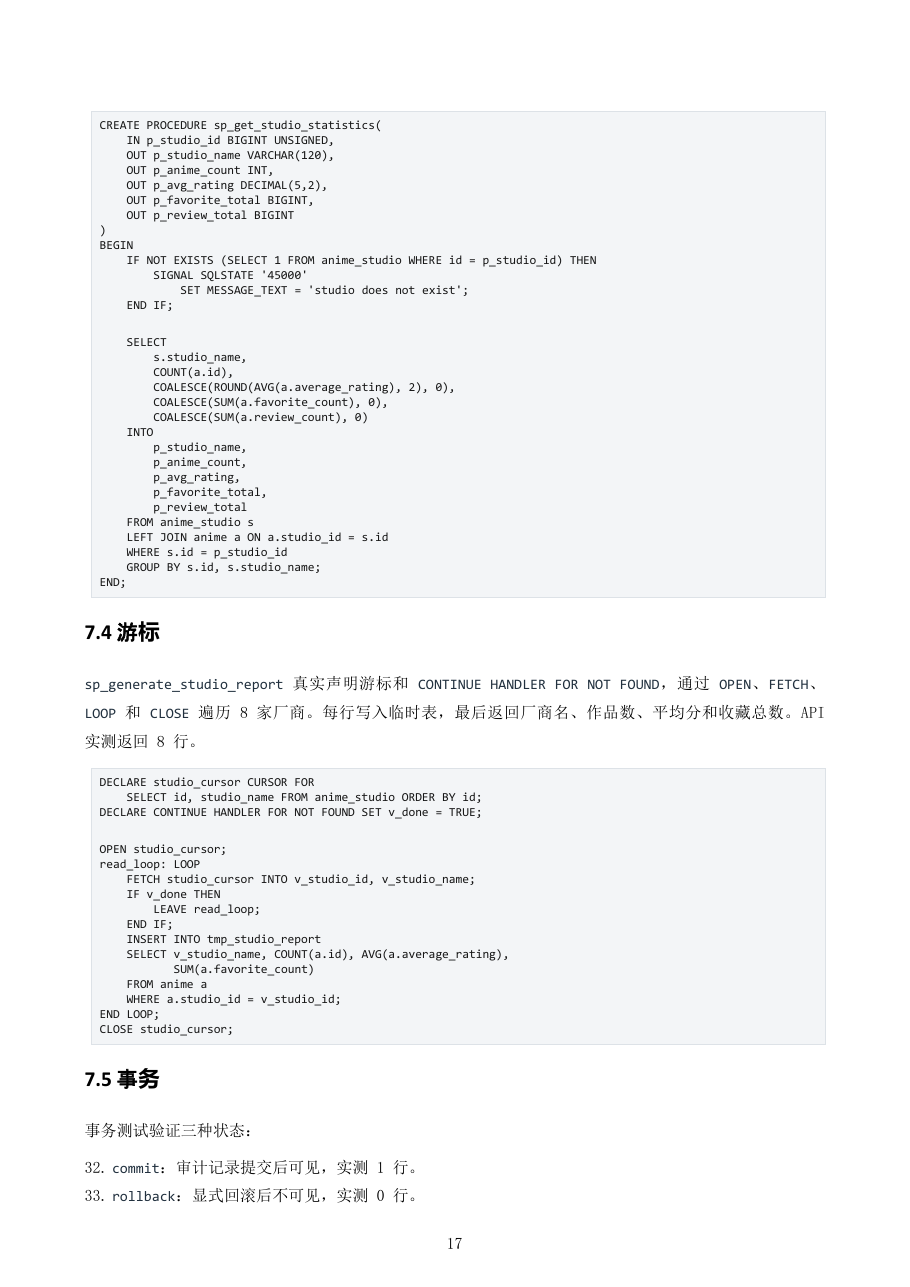 CREATE PROCEDURE sp_get_studio_statistics(
    IN p_studio_id BIGINT UNSIGNED,
    OUT p_studio_name VARCHAR(120),
    OUT p_anime_count INT,
    OUT p_avg_rating DECIMAL(5,2),
    OUT p_favorite_total BIGINT,
    OUT p_review_total BIGINT
)
BEGIN
    IF NOT EXISTS (SELECT 1 FROM anime_studio WHERE id = p_studio_id) THEN
        SIGNAL SQLSTATE '45000'
            SET MESSAGE_TEXT = 'studio does not exist';
    END IF;
    SELECT
        s.studio_name,
        COUNT(a.id),
        COALESCE(ROUND(AVG(a.average_rating), 2), 0),
        COALESCE(SUM(a.favorite_count), 0),
        COALESCE(SUM(a.review_count), 0)
    INTO
        p_studio_name,
        p_anime_count,
        p_avg_rating,
        p_favorite_total,
        p_review_total
    FROM anime_studio s
    LEFT JOIN anime a ON a.studio_id = s.id
    WHERE s.id = p_studio_id
    GROUP BY s.id, s.studio_name;
END;
7.4 游标
sp_generate_studio_report 真实声明游标和 CONTINUE HANDLER FOR NOT FOUND，通过 OPEN、FETCH、
LOOP 和 CLOSE 遍历 8 家厂商。每行写入临时表，最后返回厂商名、作品数、平均分和收藏总数。API
实测返回 8 行。
DECLARE studio_cursor CURSOR FOR
    SELECT id, studio_name FROM anime_studio ORDER BY id;
DECLARE CONTINUE HANDLER FOR NOT FOUND SET v_done = TRUE;
OPEN studio_cursor;
read_loop: LOOP
    FETCH studio_cursor INTO v_studio_id, v_studio_name;
    IF v_done THEN
        LEAVE read_loop;
    END IF;
    INSERT INTO tmp_studio_report
    SELECT v_studio_name, COUNT(a.id), AVG(a.average_rating),
           SUM(a.favorite_count)
    FROM anime a
    WHERE a.studio_id = v_studio_id;
END LOOP;
CLOSE studio_cursor;
7.5 事务
事务测试验证三种状态：
32. commit：审计记录提交后可见，实测 1 行。
33. rollback：显式回滚后不可见，实测 0 行。
17